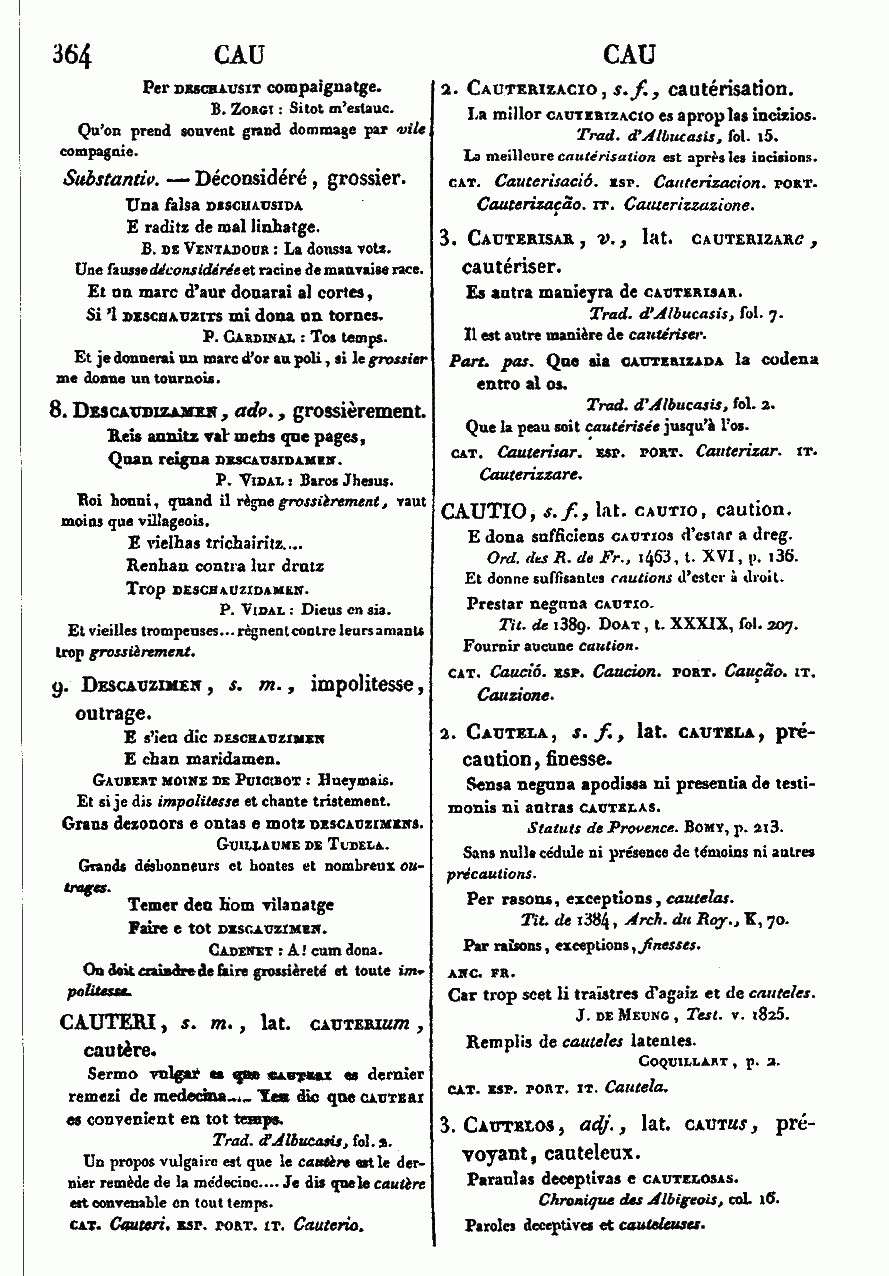 364 CAU CAU
Per DESCHAUSIT compaignatge.
B. ZORGI : Sitot m'estauc.
Qu'on prend souvent grand dommage par vile
compagnie.
Substantiv. — Déconsidéré, grossier.
Una falsa DESCHAUSIDA
E raditz de mal linhatge.
B. DE VENTADOUR : La doussa votz.
Une fausse déconsidérée et racine de mauvaise race.
Et un marc d'aur donarai al cortes,
Si 'l DESCHAUZITS mi dona un tornes.
P. CARDINAL : Tos temps.
Et je donnerai un marc d'or au poli, si le grossier
me donne un tournois.
8. DESCAUDIZAMEN, adv., grossièrement.
Reis annitz val mens que pages,
Quan reigna DESCAUSIDAMEN.
P. VIDAL : Baros Jhesus.
Roi honni, quand il règne grossièrement, vaut
moins que villageois.
E vielhas trichairitz....
Renhan contra lur drutz
Trop DESCHAUZIDAMEN.
P. VIDAL : Dieus en sia.
Et vieilles trompeuses... règnent contre leurs amants
trop grossièrement.
9. DESCAUZIMEN, s. m., impolitesse,
outrage.
E s'ieu dic DESCHAUZIMEN
E chan maridamen.
GAUBERT MOINE DE PUICIBOT : Hueymais.
Et si je dis impolitesse et chante tristement.
Grans dezonors e ontas e motz DESCAUZIMENS.
GUILLAUME DE TUDELA.
Grands déshonneurs et hontes et nombreux ou-
trages.
Temer deu hom vilanatge
Faire e tot DESCAUZIMEN.
CADENET : A! cum dona.
On doit craindre de faire grossièreté et toute im-
politesse.
CAUTERI, s. m., lat. CAUTERIum,
cautère.
Sermo vulgar es que CAUTERI es dernier
remezi de medecina.... Yeu dic que CAUTERI
es convenient en tot temps.
Trad. d'Albucasis, fol. 2.
Un propos vulgaire est que le cautère est le der-
nier remède de la médecine.... Je dis que le cautère
est convenable en tout temps.
CAT. Cauteri. ESP. PORT. IT. Cauterio.
2. CAUTERIZACIO, s. f., cautérisation.
La millor CAUTERIZACIO es aprop las incizios.
Trad. d'Albucasis, fol. 15.
La meilleure cautérisation est après les incisions.
CAT. Cauterisació. ESP. Cauterizacion. PORT.
Cauterização. IT. Cauterizzazione.
3. CAUTERISAR, v., lat. CAUTERIZARe,
cautériser.
Es autra manieyra de CAUTERISAR.
Trad. d'Albucasis, fol. 7.
Il est autre manière de cautériser.
Part. pas. Que sia CAUTERIZADA la codena
entro al os.
Trad. d'Albucasis, fol. 2.
Que la peau soit cautérisée jusqu'à l'os.
CAT. Cauterisar. ESP. PORT. Cauterizar. IT.
Cauterizzare.
CAUTIO, s. f., lat. CAUTIO, caution.
E dona sufficiens CAUTIOS d'estar a dreg.
Ord. des R. de Fr., 1463, t. XVI, p. 136.
Et donne suffisantes cautions d'ester à droit.
Prestar neguna CAUTIO.
Tit. de 1389. DOAT, t. XXXIX, fol. 207.
Fournir aucune caution.
CAT. Caució. ESP. Caucion. PORT. Caução. IT.
Cauzione.
2. CAUTELA, s. f., lat. CAUTELA, pré-
caution, finesse.
Sensa neguna apodissa ni presentia de testi-
monis ni autras CAUTELAS.
Statuts de Provence. BOMY, p. 213.
Sans nulle cédule ni présence de témoins ni autres
précautions.
Per rasons, exceptions, cautelas.
Tit. de 1384, Arch. du Roy., K, 70.
Par raisons, exceptions, finesses.
ANC. FR.
Car trop scet li traïstres d'agaiz et de cauteles.
J. DE MEUNG, Test. v. 1825.
Remplis de cauteles latentes.
COQUILLART, p. 2.
CAT. ESP. PORT. IT. Cautela.
3. CAUTELOS, adj., lat. CAUTus, pré-
voyant, cauteleux.
Paraulas deceptivas e CAUTELOSAS.
Chronique des Albigeois, col. 16.
Paroles deceptives et cauteleuses.